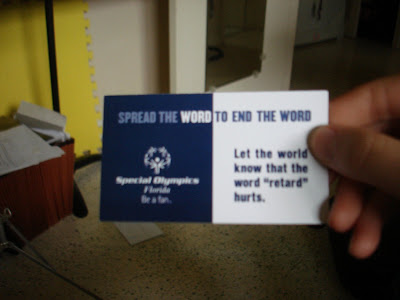 SPREAD THE WORD TO END THE WORD
Special Olympics
Florida
Be a fan.
Let the world
know that the
word "retard"
hurts.